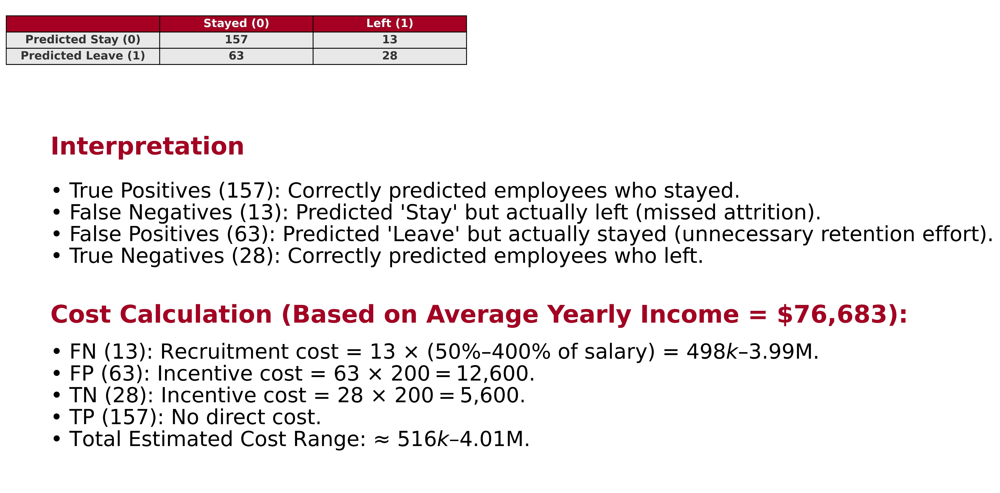 Stayed (0) Left (1)
Predicted Stay (0) 157 13
Predicted Leave (1) 63 28
Interpretation
• True Positives (157): Correctly predicted employees who stayed.
• False Negatives (13): Predicted 'Stay' but actually left (missed attrition).
• False Positives (63): Predicted 'Leave' but actually stayed (unnecessary retention effort).
• True Negatives (28): Correctly predicted employees who left.
Cost Calculation (Based on Average Yearly Income = $76,683):
• FN (13): Recruitment cost = 13 × (50%–400% of salary) = 498k–3.99M.
• FP (63): Incentive cost = 63 × 200 = 12,600.
• TN (28): Incentive cost = 28 × 200 = 5,600.
• TP (157): No direct cost.
• Total Estimated Cost Range: ≈ 516k–4.01M.